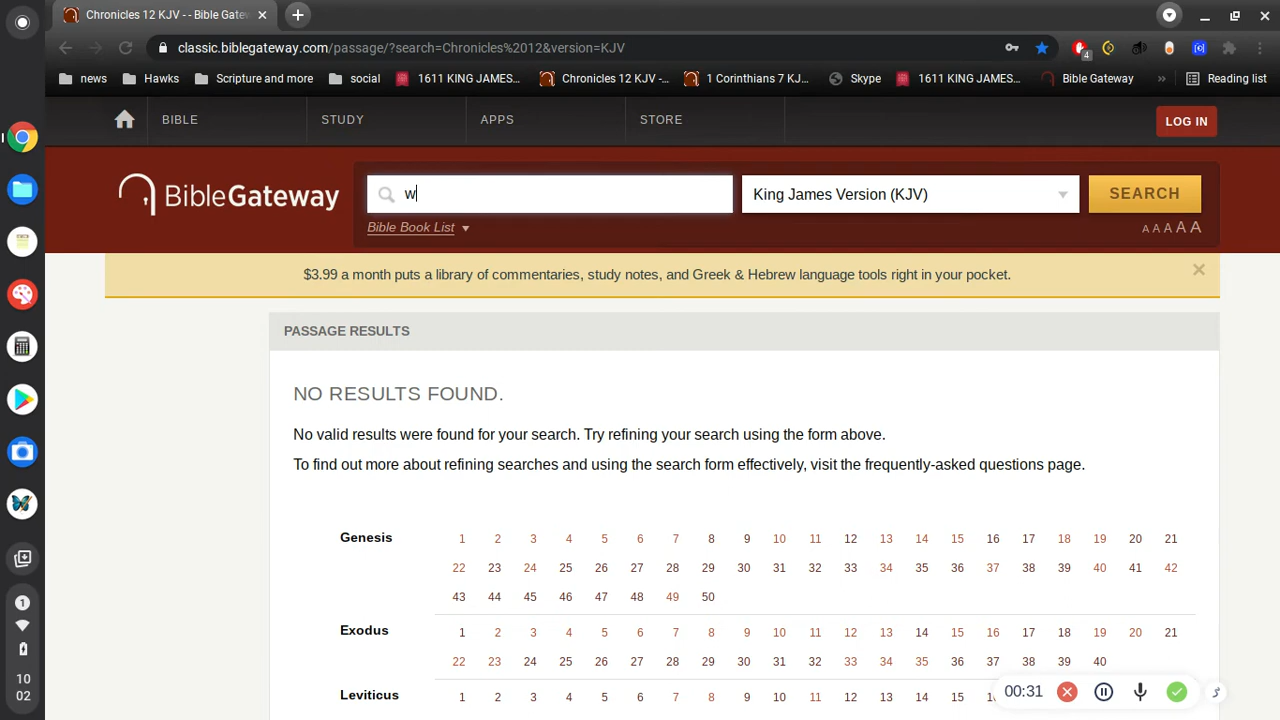 Chronicles 12 KJV - - Bible Gatew
classic.biblegateway.com/passage/?search=Chronicles%2012&version=KJV
4
news Hawks Scripture and more social 1611 KING JAMES... Chronicles 12 KJV -... 1 Corinthians 7 KJ... Skype 1611 KING JAMES... Bible Gateway » Reading list
BIBLE STUDY APPS STORE LOG IN
BibleGateway w King James Version (KJV) SEARCH
Bible Book List A A A A A
$3.99 a month puts a library of commentaries, study notes, and Greek & Hebrew language tools right in your pocket.
PASSAGE RESULTS
NO RESULTS FOUND.
No valid results were found for your search. Try refining your search using the form above.
To find out more about refining searches and using the search form effectively, visit the frequently-asked questions page.
Genesis 1 2 3 4 5 6 7 8 9 10 11 12 13 14 15 16 17 18 19 20 21
22 23 24 25 26 27 28 29 30 31 32 33 34 35 36 37 38 39 40 41 42
43 44 45 46 47 48 49 50
Exodus 1 2 3 4 5 6 7 8 9 10 11 12 13 14 15 16 17 18 19 20 21
22 23 24 25 26 27 28 29 30 31 32 33 34 35 36 37 38 39 40
Leviticus 1 2 3 4 5 6 7 8 9 10 11 12 13 14 15
00:31
1
10
02